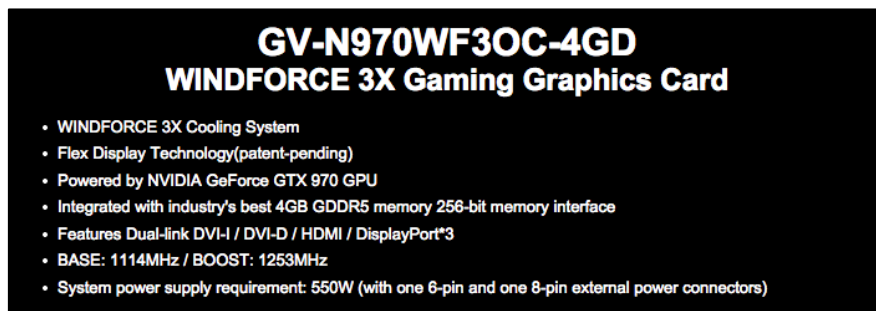 GV-N970WF3OC-4GD
WINDFORCE 3X Gaming Graphics Card
• WINDFORCE 3X Cooling System
• Flex Display Technology(patent-pending)
• Powered by NVIDIA GeForce GTX 970 GPU
• Integrated with industry's best 4GB GDDR5 memory 256-bit memory interface
• Features Dual-link DVI-I / DVI-D / HDMI / DisplayPort*3
• BASE: 1114MHz / BOOST: 1253MHz
• System power supply requirement: 550W (with one 6-pin and one 8-pin external power connectors)